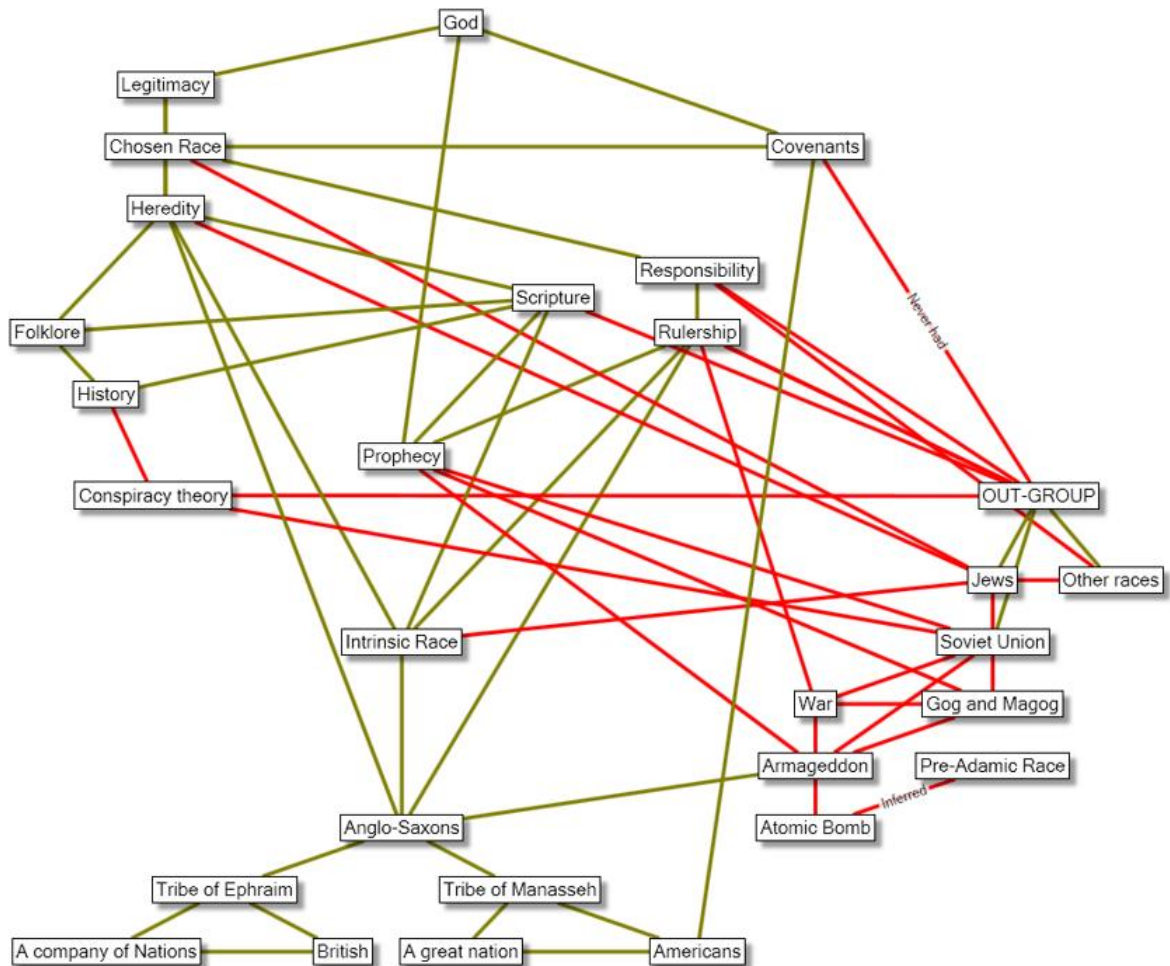 God
Legitimacy
Chosen Race
Covenants
Heredity
Responsibility
Scripture
Never had
Folklore
Rulership
History
Prophecy
Conspiracy theory
OUT-GROUP
Jews
Other races
Intrinsic Race
Soviet Union
War
Gog and Magog
Armageddon
Pre-Adamic Race
Inferred
Anglo-Saxons
Atomic Bomb
Tribe of Ephraim
Tribe of Manasseh
A company of Nations
British
A great nation
Americans